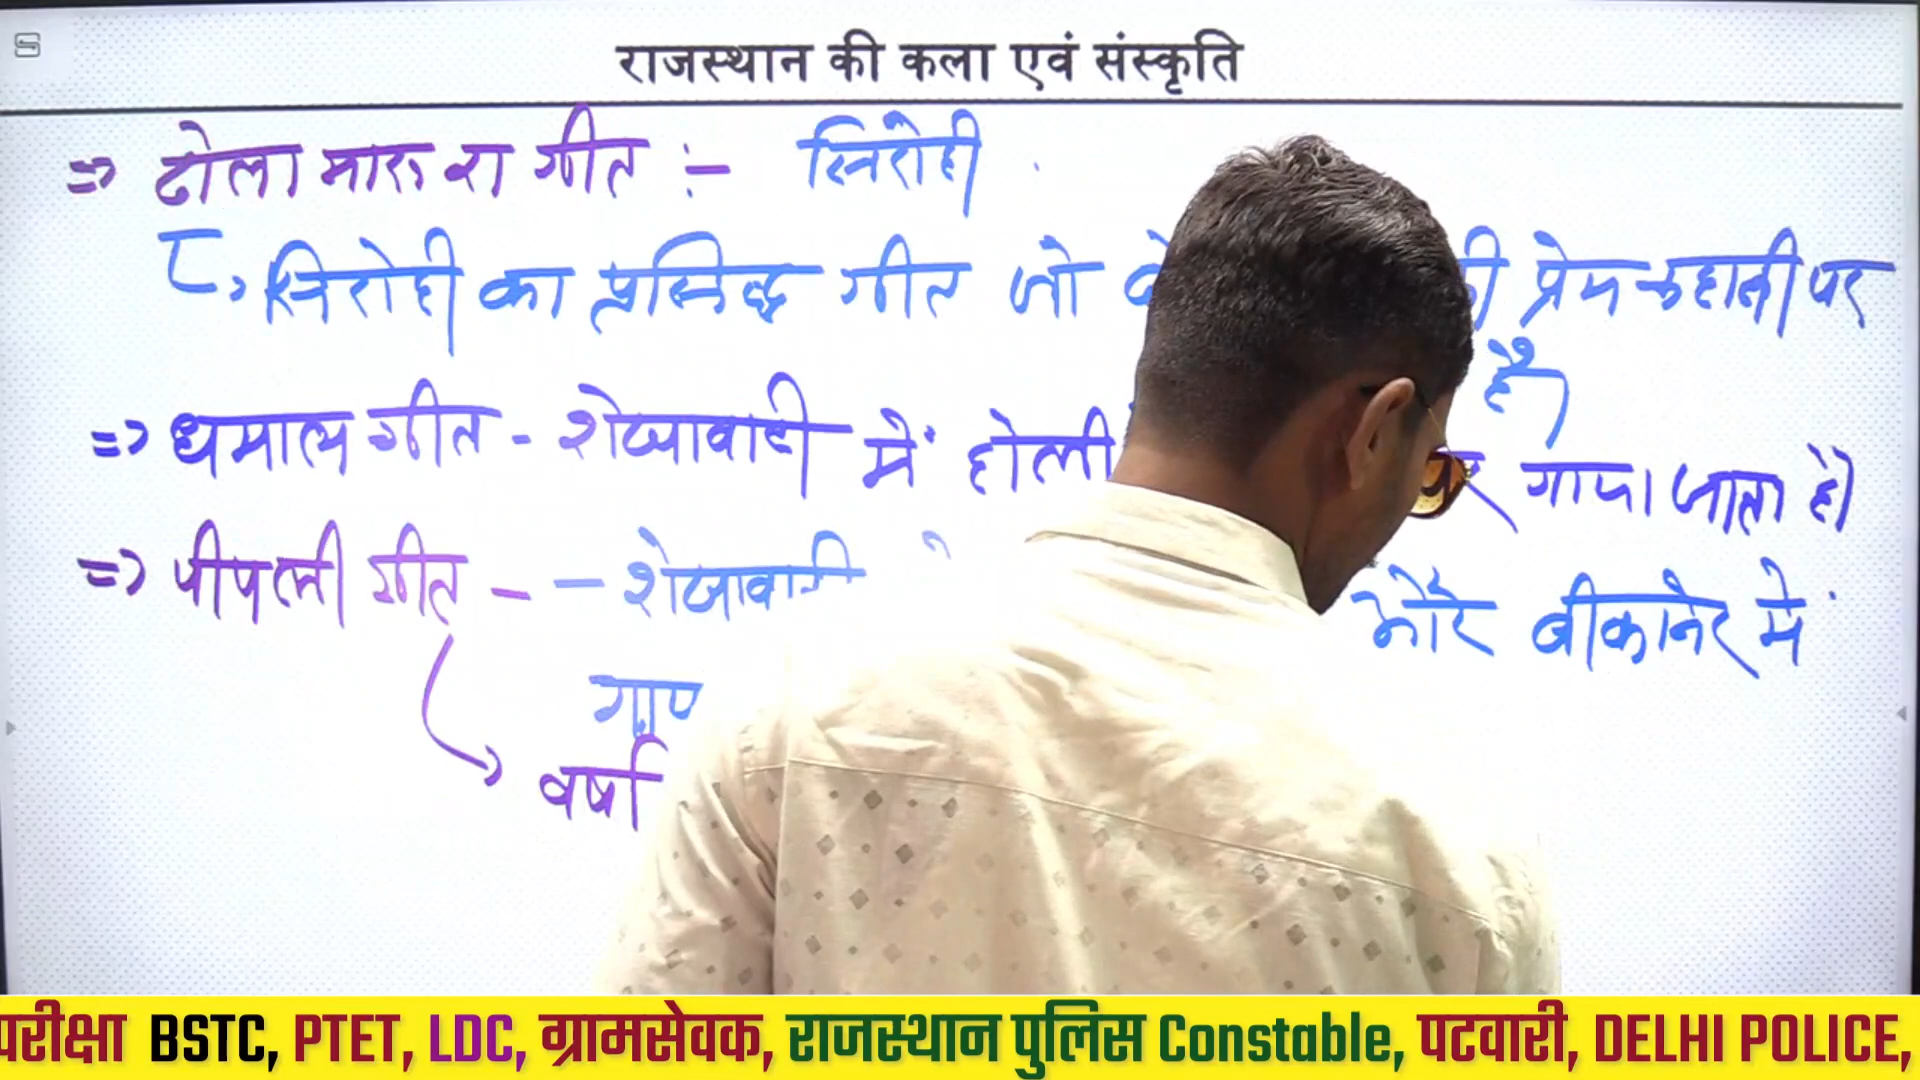 राजस्थान की कला एवं संस्कृति
=> ढोला मारू रा गीत :- सिरोही
सिरोही का प्रसिद्ध गीत जो की प्रेम कहानी पर
है
=> धमाल गीत - शेखावाटी में होली पर गाया जाता है
=> पीपली गीत - - शेखावाटी और बीकानेर में
वर्षा
परीक्षा BSTC, PTET, LDC, ग्रामसेवक, राजस्थान पुलिस Constable, पटवारी, DELHI POLICE,